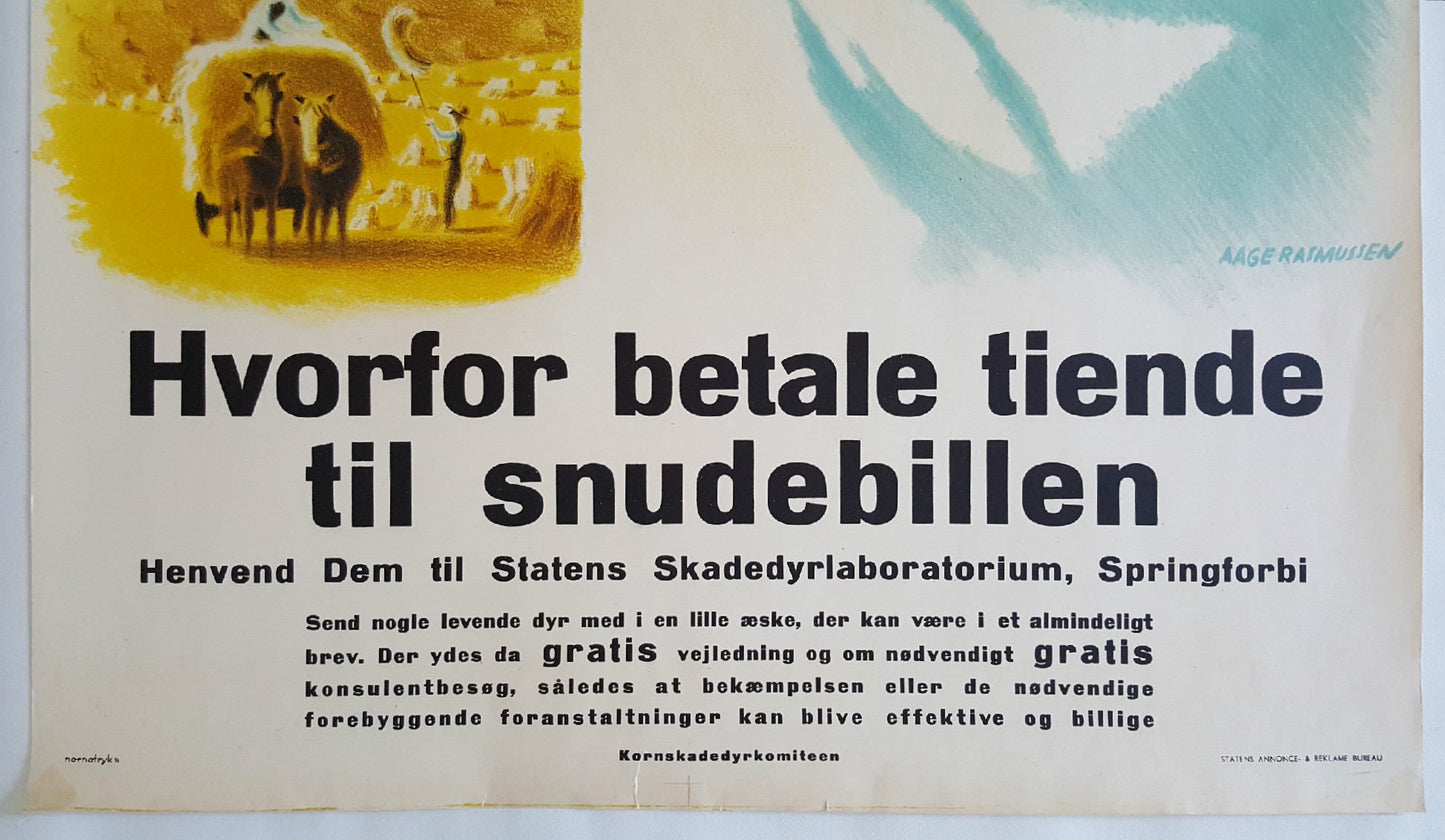 AAGE RASMUSSEN
Hvorfor betale tiende
til snudebillen
Henvend Dem til Statens Skadedyrlaboratorium, Springforbi
Send nogle levende dyr med i en lille æske, der kan være i et almindeligt
brev. Der ydes da gratis vejledning og om nødvendigt gratis
konsulentbesøg, således at bekæmpelsen eller de nødvendige
forebyggende foranstaltninger kan blive effektive og billige
Kornskadedyrkomiteen
nornatryk
STATENS ANNONCE- & REKLAME BUREAU